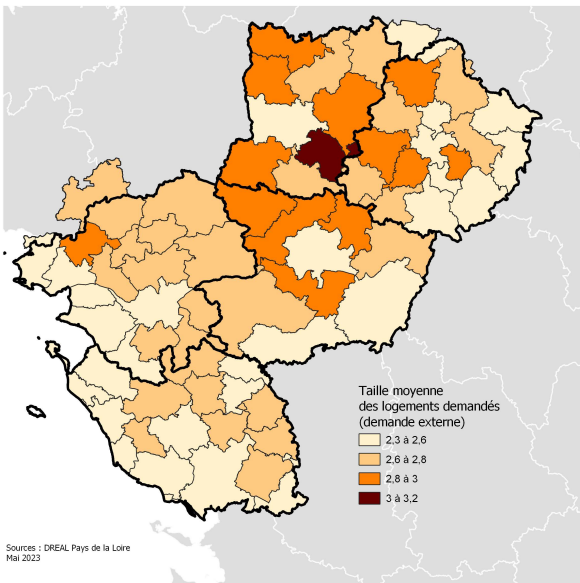 Taille moyenne
des logements demandés
(demande externe)
2,3 à 2,6
2,6 à 2,8
2,8 à 3
3 à 3,2
Sources : DREAL Pays de la Loire
Mai 2023